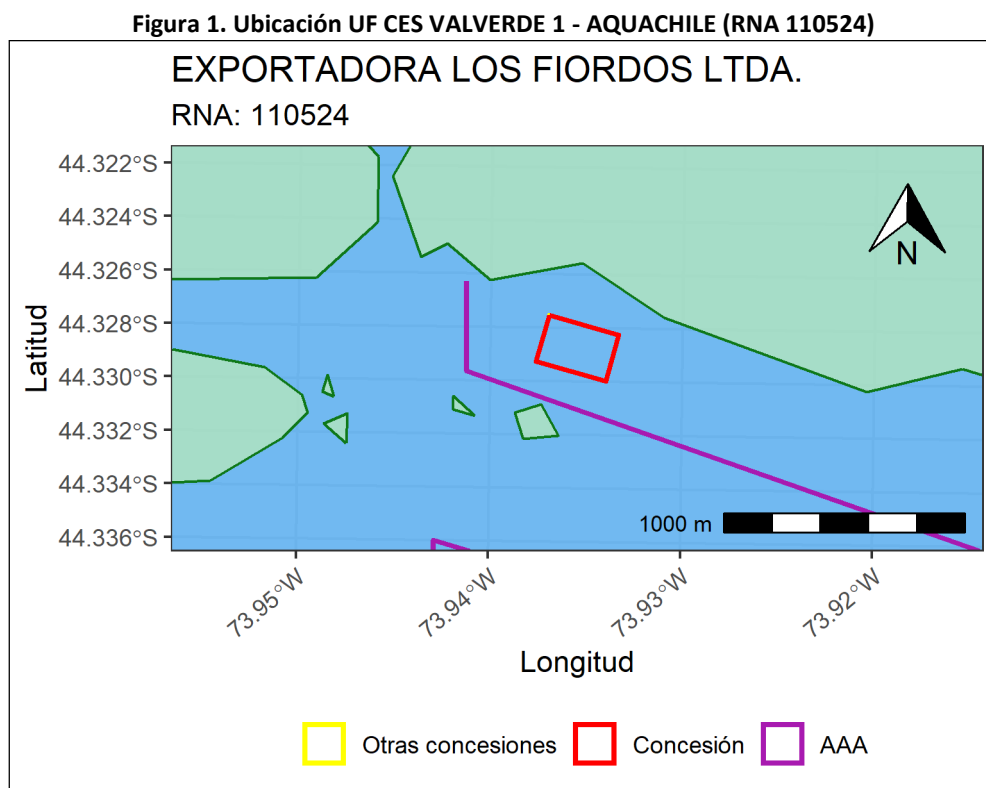 Figura 1. Ubicación UF CES VALVERDE 1 - AQUACHILE (RNA 110524)
EXPORTADORA LOS FIORDOS LTDA.
RNA: 110524
44.322°S
44.324°S
44.326°S
44.328°S
44.330°S
44.332°S
44.334°S
44.336°S
Latitud
N
1000 m
73.95°W
73.94°W
73.93°W
73.92°W
Longitud
Otras concesiones
Concesión
AAA